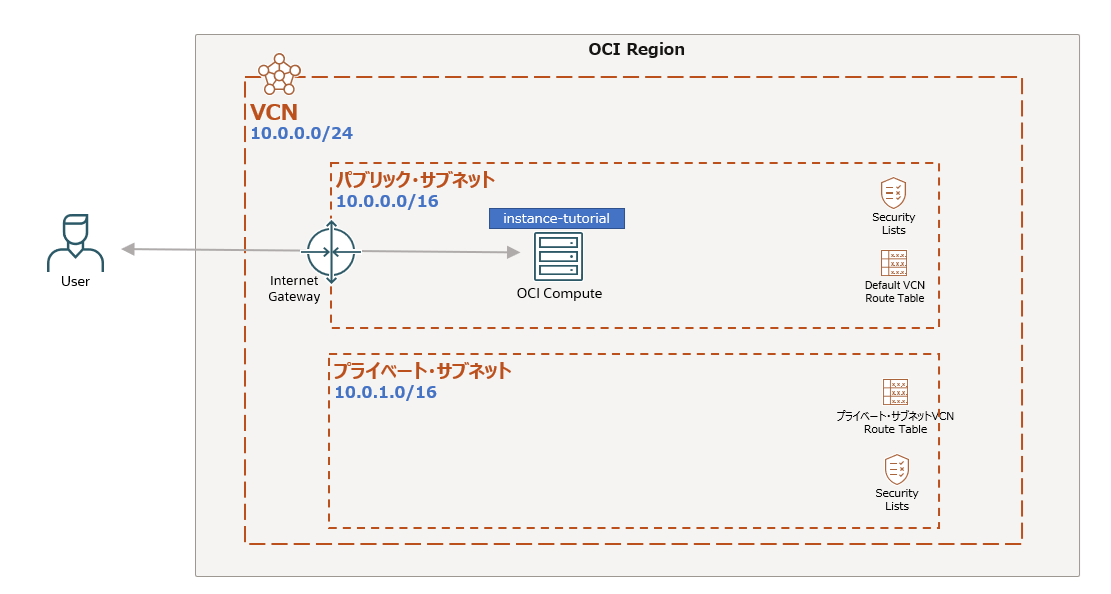 OCI Region
VCN
10.0.0.0/24
パブリック・サブネット
10.0.0.0/16
instance-tutorial
OCI Compute
Internet
Gateway
User
Security
Lists
Default VCN
Route Table
プライベート・サブネット
10.0.1.0/16
プライベート・サブネットVCN
Route Table
Security
Lists